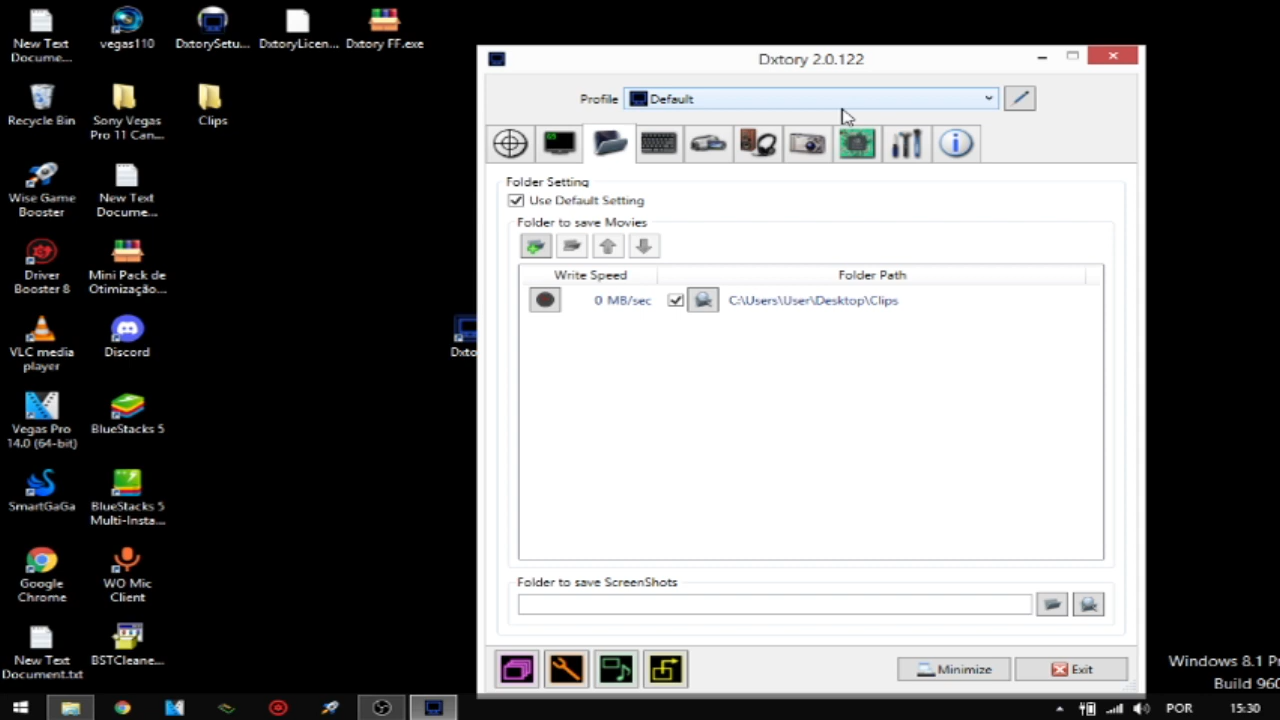 New Text
Docume...
vegas110
DxtorySetu...
DxtoryLicen...
Dxtory FF.exe
Recycle Bin
Sony Vegas
Pro 11 Can...
Clips
Wise Game
Booster
New Text
Docume...
Driver
Booster 8
Mini Pack de
Otimização...
VLC media
player
Discord
Dxto
Vegas Pro
14.0 (64-bit)
BlueStacks 5
SmartGaGa
BlueStacks 5
Multi-Insta...
Google
Chrome
WO Mic
Client
New Text
Document.txt
BSTCleane...
Dxtory 2.0.122
Profile
Default
Folder Setting
Use Default Setting
Folder to save Movies
Write Speed
Folder Path
0 MB/sec
C:\Users\User\Desktop\Clips
Folder to save ScreenShots
Minimize
Exit
Windows 8.1 Pr
Build 960
POR
15:30